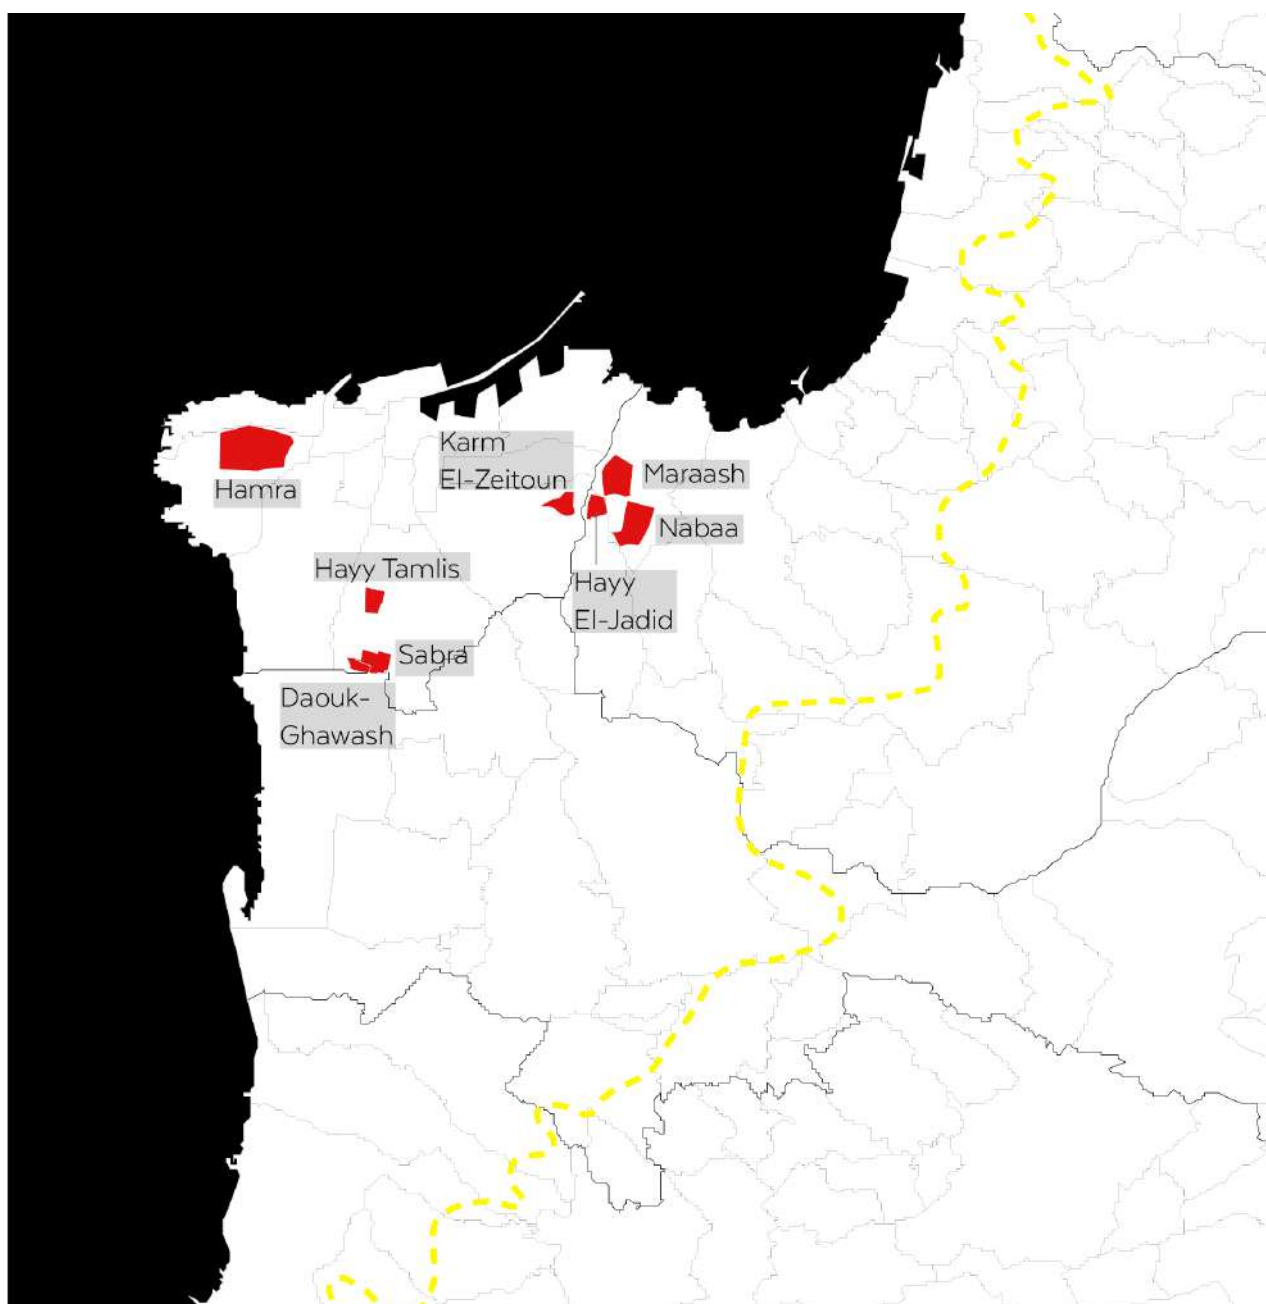 Karm
El-Zeitoun
Maraash
Hamra
Nabaa
Hayy Tamlis
Hayy
El-Jadid
Sabra
Daouk-
Ghawash